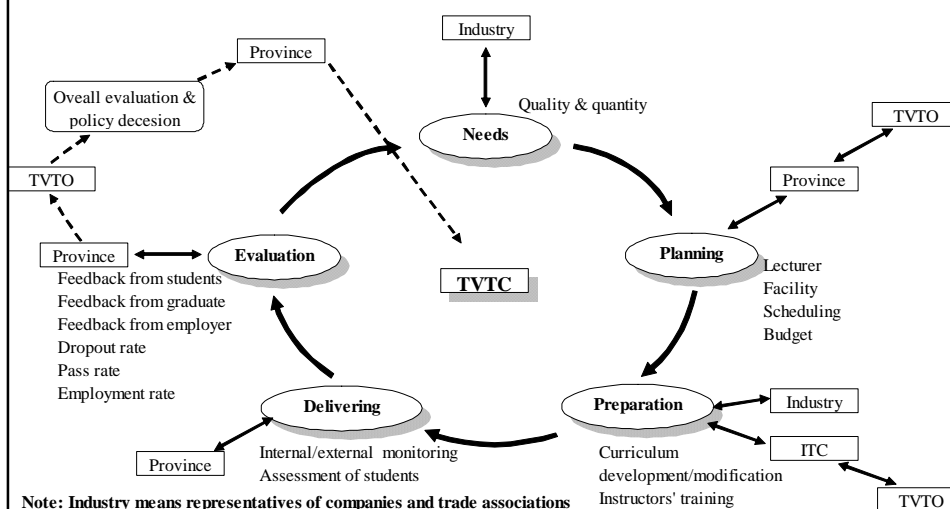 Industry
Province
Oveall evaluation &
policy decesion
Quality & quantity
Needs
TVTO
TVTO
Province
Province
Evaluation
Planning
Feedback from students
Feedback from graduate
Feedback from employer
Dropout rate
Pass rate
Employment rate
TVTC
Lecturer
Facility
Scheduling
Budget
Delivering
Preparation
Industry
Province
Internal/external monitoring
Assessment of students
Curriculum
development/modification
Instructors' training
ITC
TVTO
Note: Industry means representatives of companies and trade associations